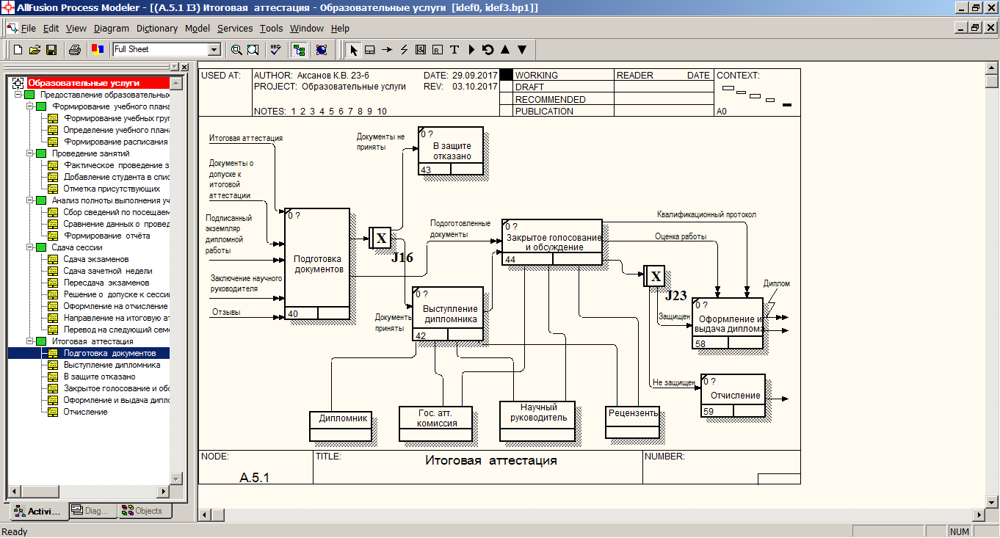 AllFusion Process Modeler - [(A.5.1 I3) Итоговая аттестация - Образовательные услуги [idef0, idef3.bp1]]
File Edit View Diagram Dictionary Model Services Tools Window Help
Full Sheet
ABC
A
R
T
Образовательные услуги
Предоставление образовательных
Формирование учебного плана
Формирование учебных груп
Определение учебного плана
Формирование расписания
Проведение занятий
Фактическое проведение з
Добавление студента в спис
Отметка присутствующих
Анализ полноты выполнения уч
Сбор сведений по посещаем
Сравнение данных о провед
Формирование отчёта
Сдача сессии
Сдача экзаменов
Сдача зачетной недели
Пересдача экзаменов
Решение о допуске к сессии
Оформление на отчисление
Направление на итоговую ат
Перевод на следующий семе
Итоговая аттестация
Подготовка документов
Выступление дипломника
В защите отказано
Закрытое голосование и обс
Оформление и выдача дипло
Отчисление
Activi...
Diag...
Objects
USED AT:
AUTHOR: Аксанов К.В. 23-6
DATE: 29.09.2017
PROJECT: Образовательные услуги
REV: 03.10.2017
NOTES: 1 2 3 4 5 6 7 8 9 10
WORKING
DRAFT
RECOMMENDED
PUBLICATION
READER DATE
CONTEXT:
A0
Итоговая аттестация
Документы о
допуске к
итоговой
аттестации
Подписанный
экземпляр
дипломной
работы
Заключение научного
руководителя
Отзывы
0 ?
Подготовка
документов
40
X
J16
Документы не
приняты
0 ?
В защите
отказано
43
Документы
приняты
0 ?
Выступление
дипломника
42
Подоготовленные
документы
0 ?
Закрытое голосование
и обсуждение
44
Квалификационный протокол
Оценка работы
X
J23
Защищен
Не защищен
0 ?
Оформление и
выдача диплома
58
Диплом
0 ?
Отчисление
59
Дипломник
Гос. атт.
комиссия
Научный
руководитель
Рецензенты
NODE:
A.5.1
TITLE:
Итоговая аттестация
NUMBER:
Ready
NUM